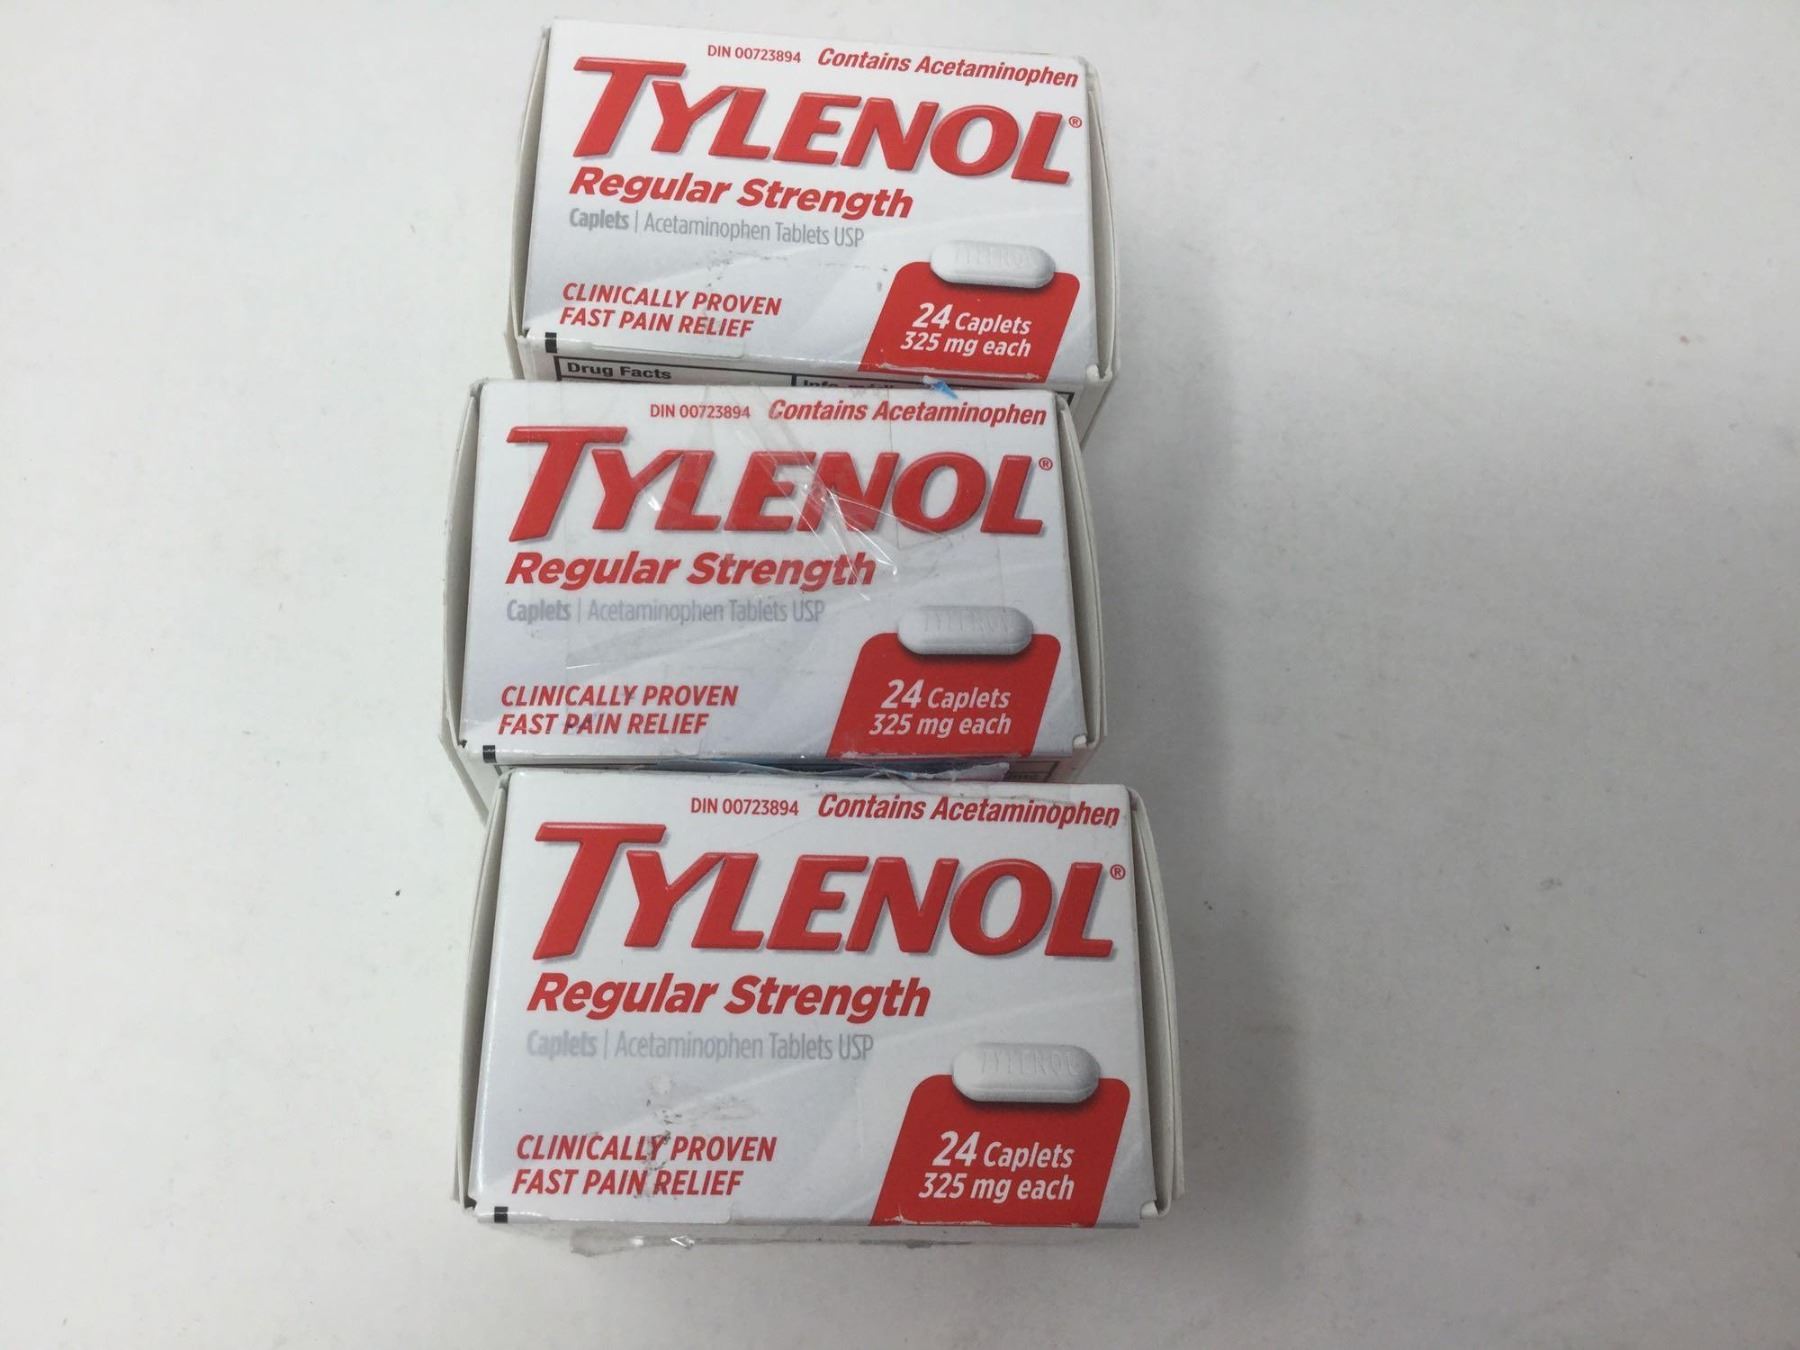 DIN 00723894 Contains Acetaminophen
TYLENOL®
Regular Strength
Caplets | Acetaminophen Tablets USP
CLINICALLY PROVEN
FAST PAIN RELIEF
24 Caplets
325 mg each
Drug Facts
DIN 00723894 Contains Acetaminophen
TYLENOL®
Regular Strength
Caplets | Acetaminophen Tablets USP
CLINICALLY PROVEN
FAST PAIN RELIEF
24 Caplets
325 mg each
DIN 00723894 Contains Acetaminophen
TYLENOL®
Regular Strength
Caplets | Acetaminophen Tablets USP
TYLENOL
CLINICALLY PROVEN
FAST PAIN RELIEF
24 Caplets
325 mg each